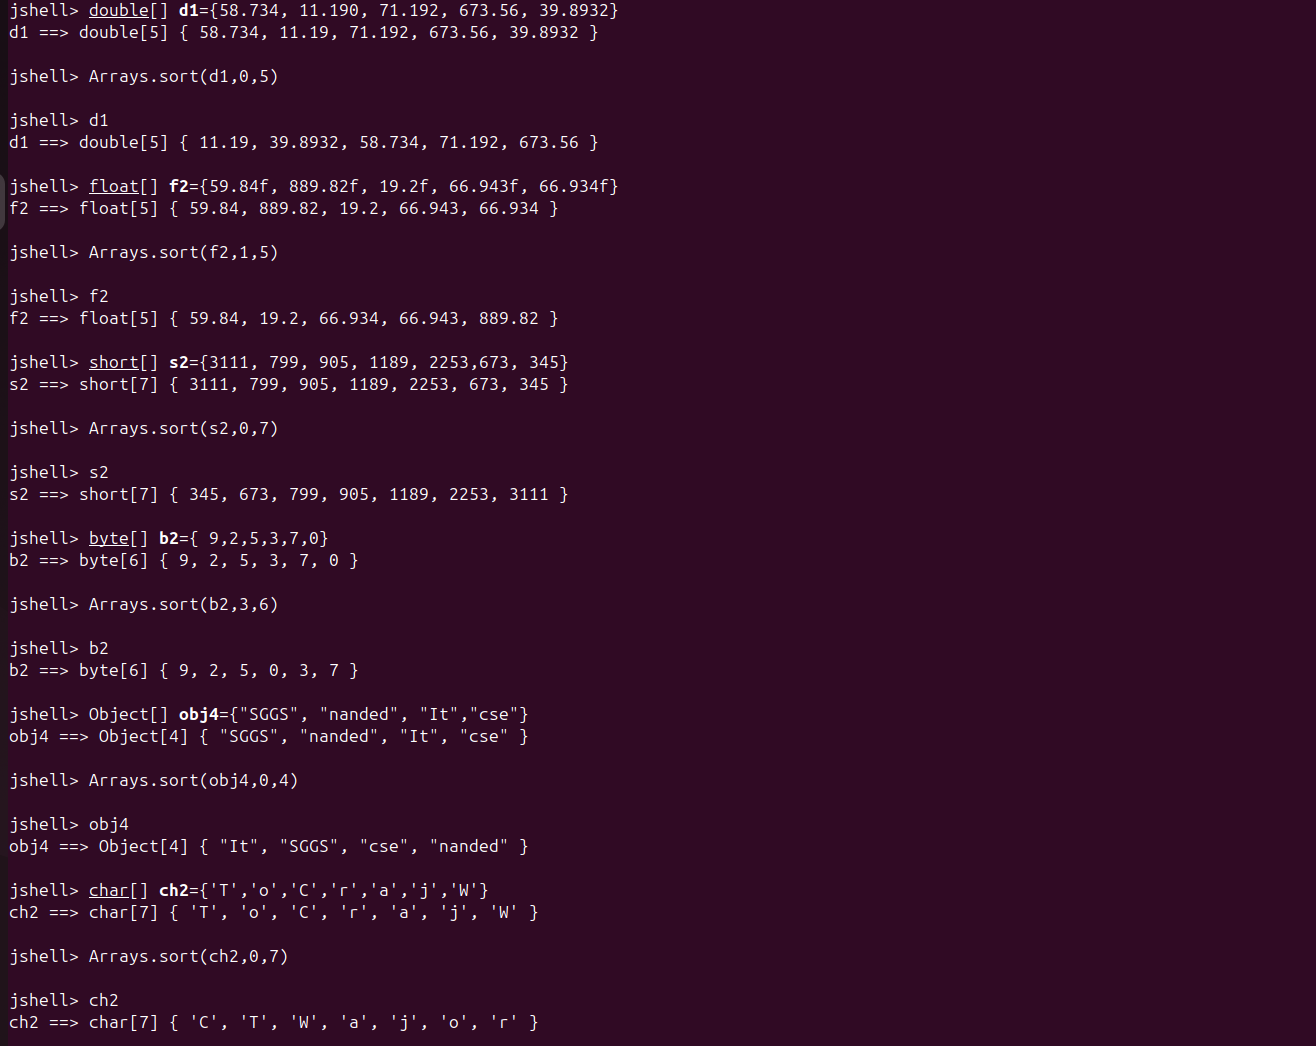 jshell> double[] d1={58.734, 11.190, 71.192, 673.56, 39.8932}
d1 ==> double[5] { 58.734, 11.19, 71.192, 673.56, 39.8932 }
jshell> Arrays.sort(d1,0,5)
jshell> d1
d1 ==> double[5] { 11.19, 39.8932, 58.734, 71.192, 673.56 }
jshell> float[] f2={59.84f, 889.82f, 19.2f, 66.943f, 66.934f}
f2 ==> float[5] { 59.84, 889.82, 19.2, 66.943, 66.934 }
jshell> Arrays.sort(f2,1,5)
jshell> f2
f2 ==> float[5] { 59.84, 19.2, 66.934, 66.943, 889.82 }
jshell> short[] s2={3111, 799, 905, 1189, 2253,673, 345}
s2 ==> short[7] { 3111, 799, 905, 1189, 2253, 673, 345 }
jshell> Arrays.sort(s2,0,7)
jshell> s2
s2 ==> short[7] { 345, 673, 799, 905, 1189, 2253, 3111 }
jshell> byte[] b2={ 9,2,5,3,7,0}
b2 ==> byte[6] { 9, 2, 5, 3, 7, 0 }
jshell> Arrays.sort(b2,3,6)
jshell> b2
b2 ==> byte[6] { 9, 2, 5, 0, 3, 7 }
jshell> Object[] obj4={"SGGS", "nanded", "It","cse"}
obj4 ==> Object[4] { "SGGS", "nanded", "It", "cse" }
jshell> Arrays.sort(obj4,0,4)
jshell> obj4
obj4 ==> Object[4] { "It", "SGGS", "cse", "nanded" }
jshell> char[] ch2={'T','o','C','r','a','j','W'}
ch2 ==> char[7] { 'T', 'o', 'C', 'r', 'a', 'j', 'W' }
jshell> Arrays.sort(ch2,0,7)
jshell> ch2
ch2 ==> char[7] { 'C', 'T', 'W', 'a', 'j', 'o', 'r' }